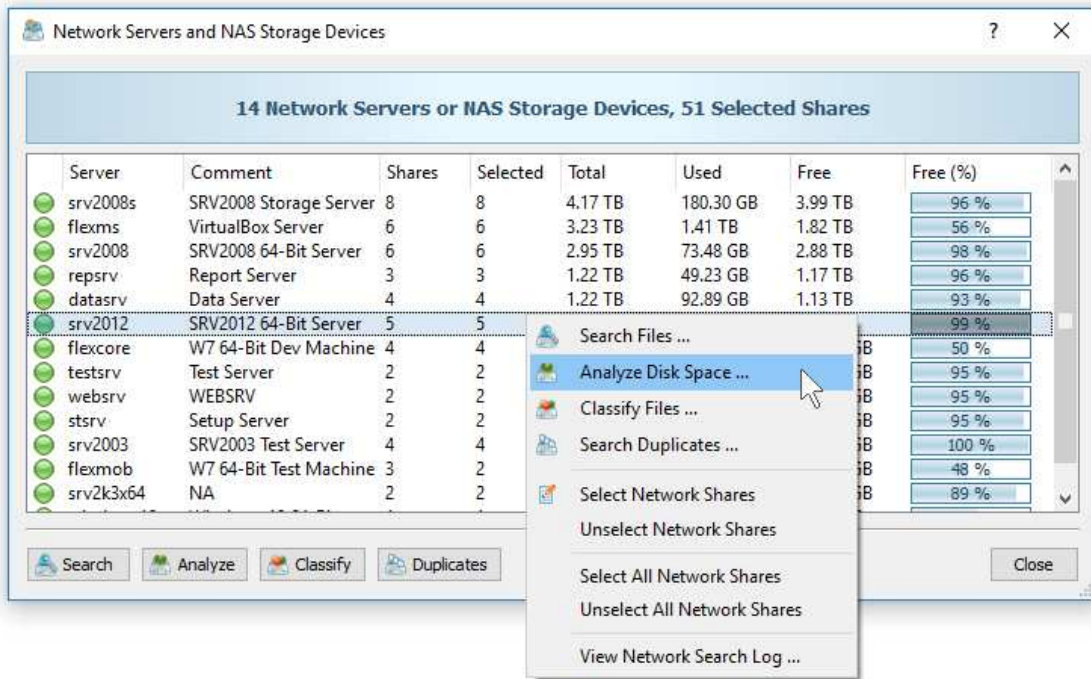 Network Servers and NAS Storage Devices ?
14 Network Servers or NAS Storage Devices, 51 Selected Shares
Server Comment Shares Selected Total Used Free Free (%)
srv2008s SRV2008 Storage Server 8 8 4.17 TB 180.30 GB 3.99 TB 96 %
flexms VirtualBox Server 6 6 3.23 TB 1.41 TB 1.82 TB 56 %
srv2008 SRV2008 64-Bit Server 6 6 2.95 TB 73.48 GB 2.88 TB 98 %
repsrv Report Server 3 3 1.22 TB 49.23 GB 1.17 TB 96 %
datasrv Data Server 4 4 1.22 TB 92.89 GB 1.13 TB 93 %
srv2012 SRV2012 64-Bit Server 5 5 99 %
flexcore W7 64-Bit Dev Machine 4 4 50 %
testsrv Test Server 2 2 95 %
websrv WEBSRV 2 2 95 %
stsrv Setup Server 2 2 95 %
srv2003 SRV2003 Test Server 4 4 100 %
flexmob W7 64-Bit Test Machine 3 2 48 %
srv2k3x64 NA 2 2 89 %
Search Files ...
Analyze Disk Space ...
Classify Files ...
Search Duplicates ...
Select Network Shares
Unselect Network Shares
Select All Network Shares
Unselect All Network Shares
View Network Search Log ...
Search Analyze Classify Duplicates Close